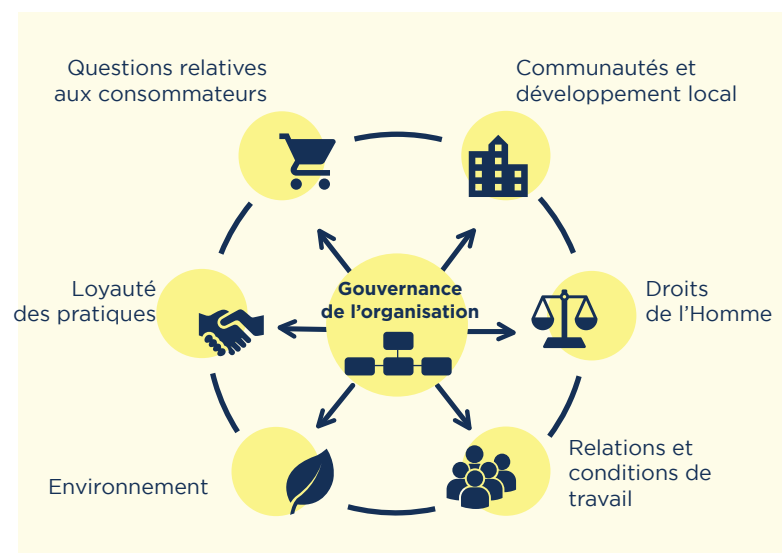 Questions relatives
aux consommateurs
Communautés et
développement local
Loyauté
des pratiques
Gouvernance
de l'organisation
Droits
de l'Homme
Environnement
Relations et
conditions de
travail